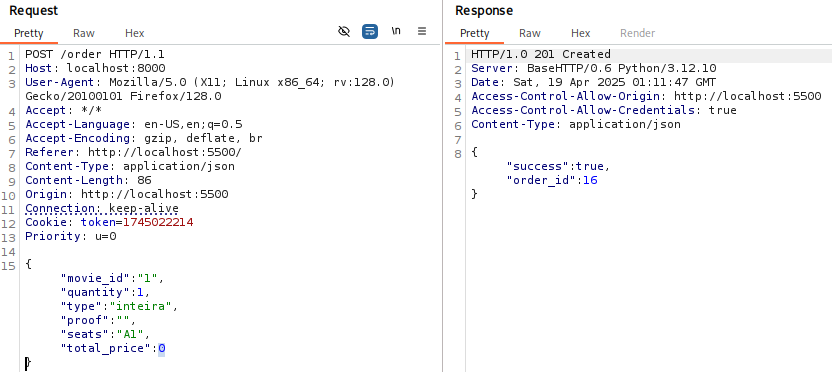 Request
Pretty Raw Hex \n
1 POST /order HTTP/1.1
2 Host: localhost:8000
3 User-Agent: Mozilla/5.0 (X11; Linux x86_64; rv:128.0)
Gecko/20100101 Firefox/128.0
4 Accept: */*
5 Accept-Language: en-US,en;q=0.5
6 Accept-Encoding: gzip, deflate, br
7 Referer: http://localhost:5500/
8 Content-Type: application/json
9 Content-Length: 86
10 Origin: http://localhost:5500
11 Connection: keep-alive
12 Cookie: token=1745022214
13 Priority: u=0
14
15 {
"movie_id":"1",
"quantity":1,
"type":"inteira",
"proof":"",
"seats":"A1",
"total_price":0
}
Response
Pretty Raw Hex Render
1 HTTP/1.0 201 Created
2 Server: BaseHTTP/0.6 Python/3.12.10
3 Date: Sat, 19 Apr 2025 01:11:47 GMT
4 Access-Control-Allow-Origin: http://localhost:5500
5 Access-Control-Allow-Credentials: true
6 Content-Type: application/json
7
8 {
"success":true,
"order_id":16
}